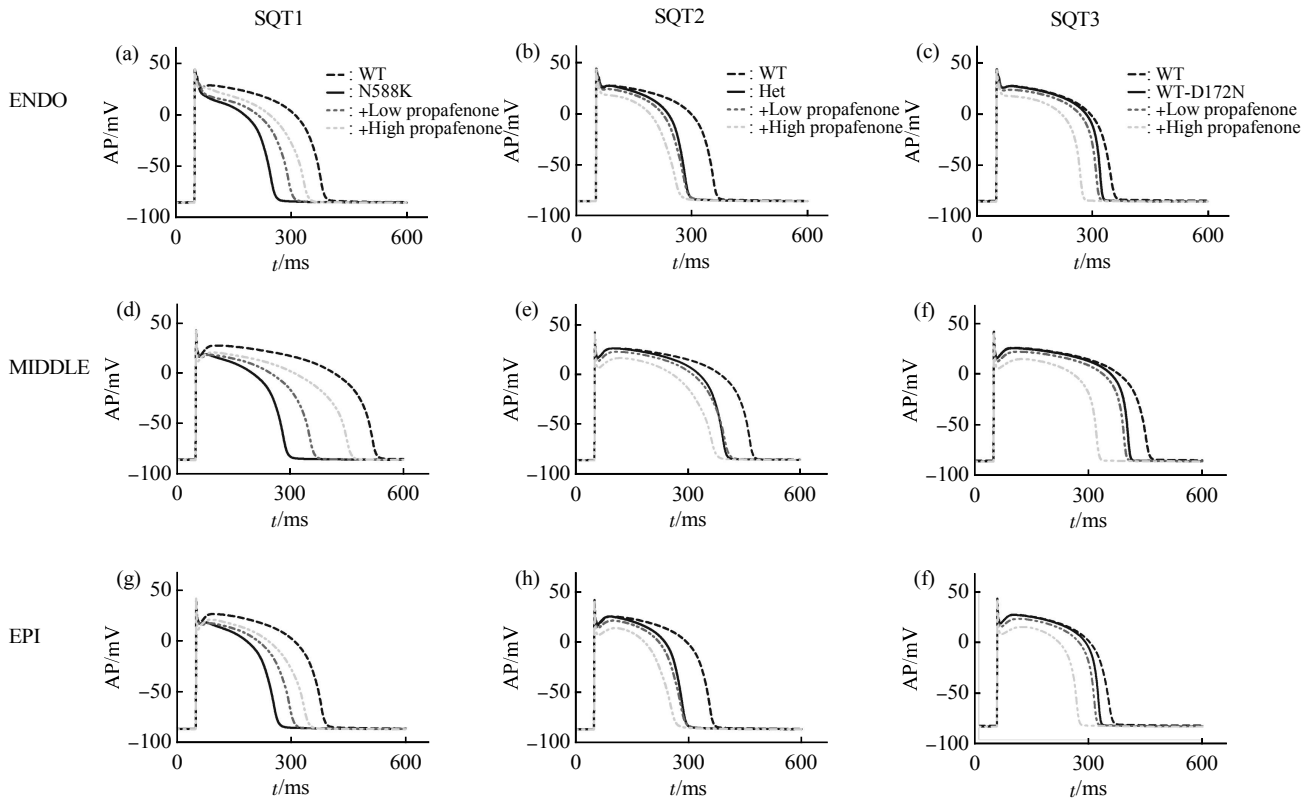 SQT1
SQT2
SQT3
ENDO
(a)
50
0
−50
−100
AP/mV
0
300
600
t/ms
: WT
: N588K
: +Low propafenone
: +High propafenone
(b)
50
0
−50
−100
AP/mV
0
300
600
t/ms
: WT
: Het
: +Low propafenone
: +High propafenone
(c)
50
0
−50
−100
AP/mV
0
300
600
t/ms
: WT
: WT-D172N
: +Low propafenone
: +High propafenone
MIDDLE
(d)
50
0
−50
−100
AP/mV
0
300
600
t/ms
(e)
50
0
−50
−100
AP/mV
0
300
600
t/ms
(f)
50
0
−50
−100
AP/mV
0
300
600
t/ms
EPI
(g)
50
0
−50
−100
AP/mV
0
300
600
t/ms
(h)
50
0
−50
−100
AP/mV
0
300
600
t/ms
(f)
50
0
−50
−100
AP/mV
0
300
600
t/ms